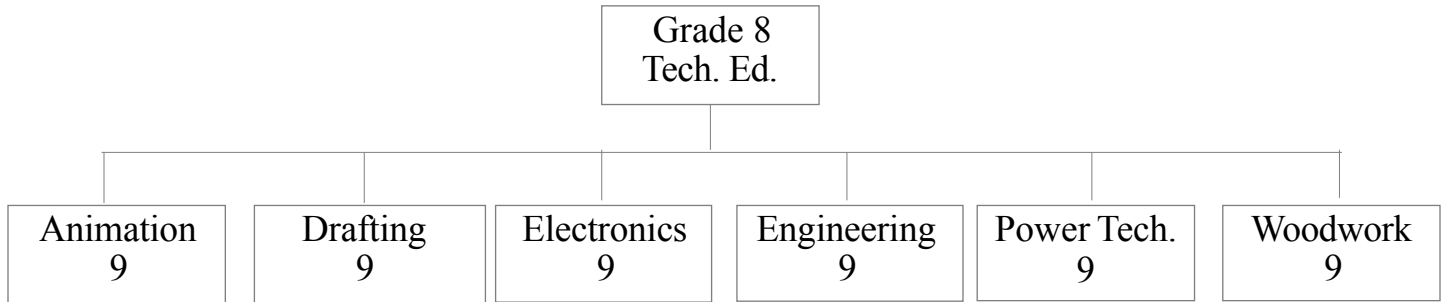 Grade 8
Tech. Ed.
Animation
9
Drafting
9
Electronics
9
Engineering
9
Power Tech.
9
Woodwork
9